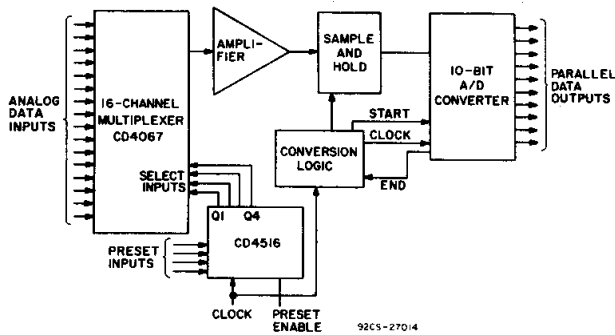 ANALOG
DATA
INPUTS
16-CHANNEL
MULTIPLEXER
CD4067
SELECT
INPUTS
AMPLI-
FIER
SAMPLE
AND
HOLD
10-BIT
A/D
CONVERTER
PARALLEL
DATA
OUTPUTS
START
CLOCK
END
CONVERSION
LOGIC
Q1 Q4
CD4516
PRESET
INPUTS
CLOCK
PRESET
ENABLE
92CS-27014